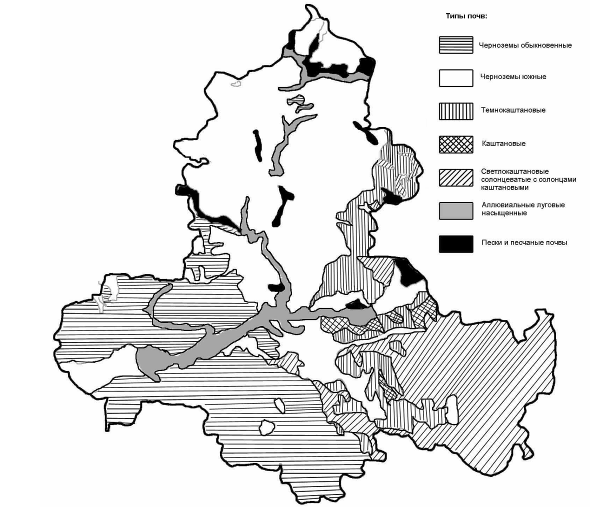 Типы почв:
Черноземы обыкновенные
Черноземы южные
Темнокаштановые
Каштановые
Светлокаштановые
солонцеватые с солонцами
каштановыми
Аллювиальные луговые
насыщенные
Пески и песчаные почвы